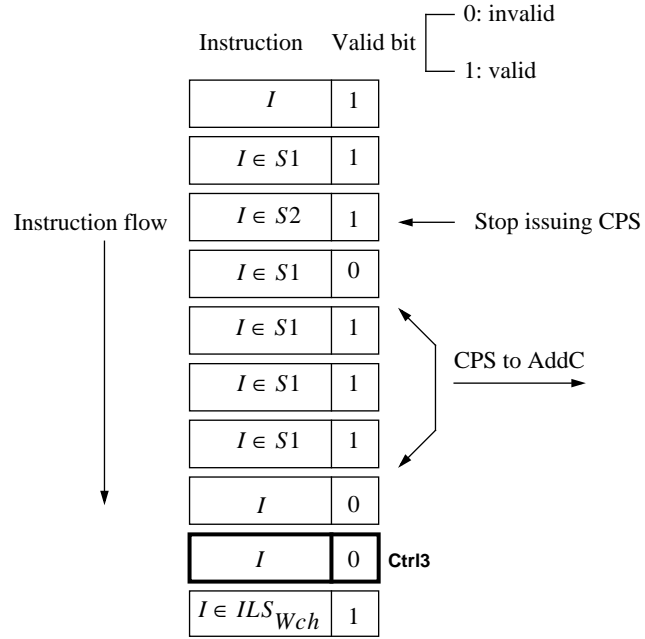 0: invalid
Instruction Valid bit
1: valid
I 1
I ∈ S1 1
Instruction flow I ∈ S2 1 Stop issuing CPS
I ∈ S1 0
I ∈ S1 1
CPS to AddC
I ∈ S1 1
I ∈ S1 1
I 0
I 0 Ctrl3
I ∈ ILS_Wch 1